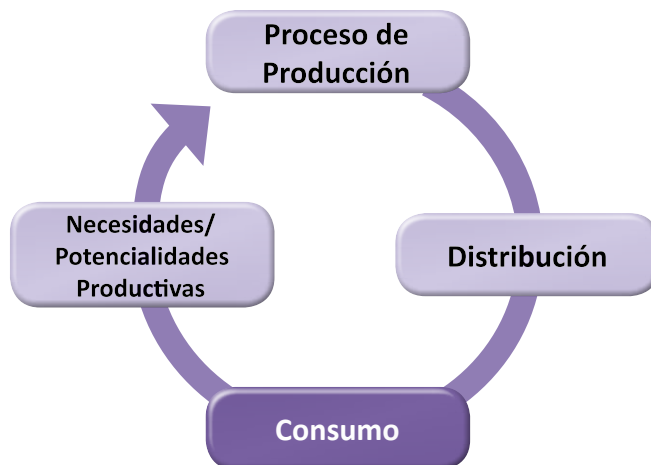 Proceso de
Producción
Necesidades/
Potencialidades
Productivas
Distribución
Consumo